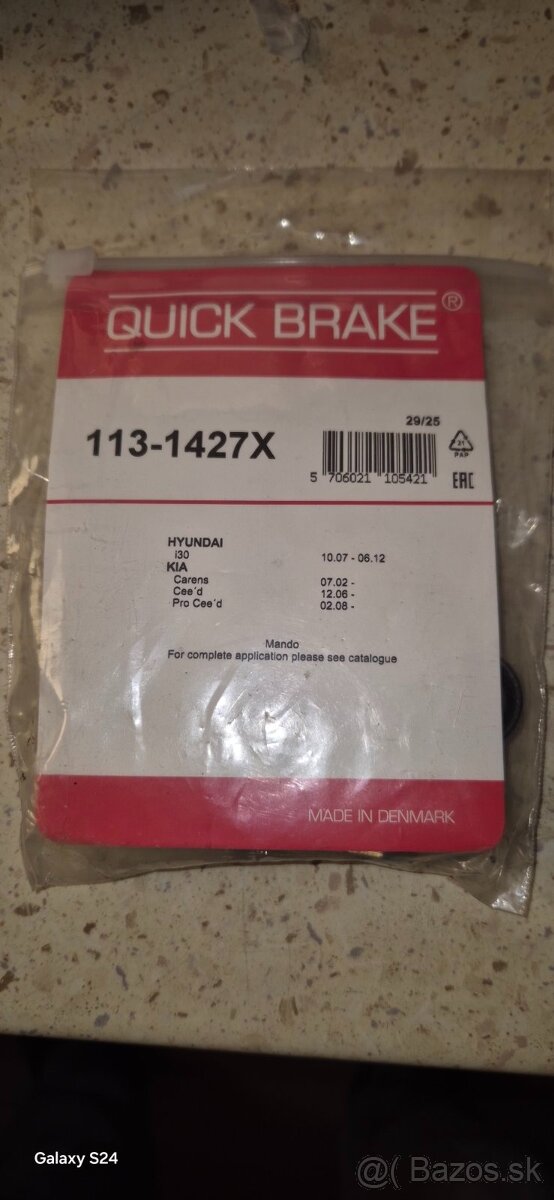 QUICK BRAKE®
29/25
113-1427X
21
PAP
5 706021 105421
EAC
HYUNDAI
i30 10.07 - 06.12
KIA
Carens 07.02 -
Cee´d 12.06 -
Pro Cee´d 02.08 -
Mando
For complete application please see catalogue
MADE IN DENMARK
Galaxy S24
@( Bazos.sk